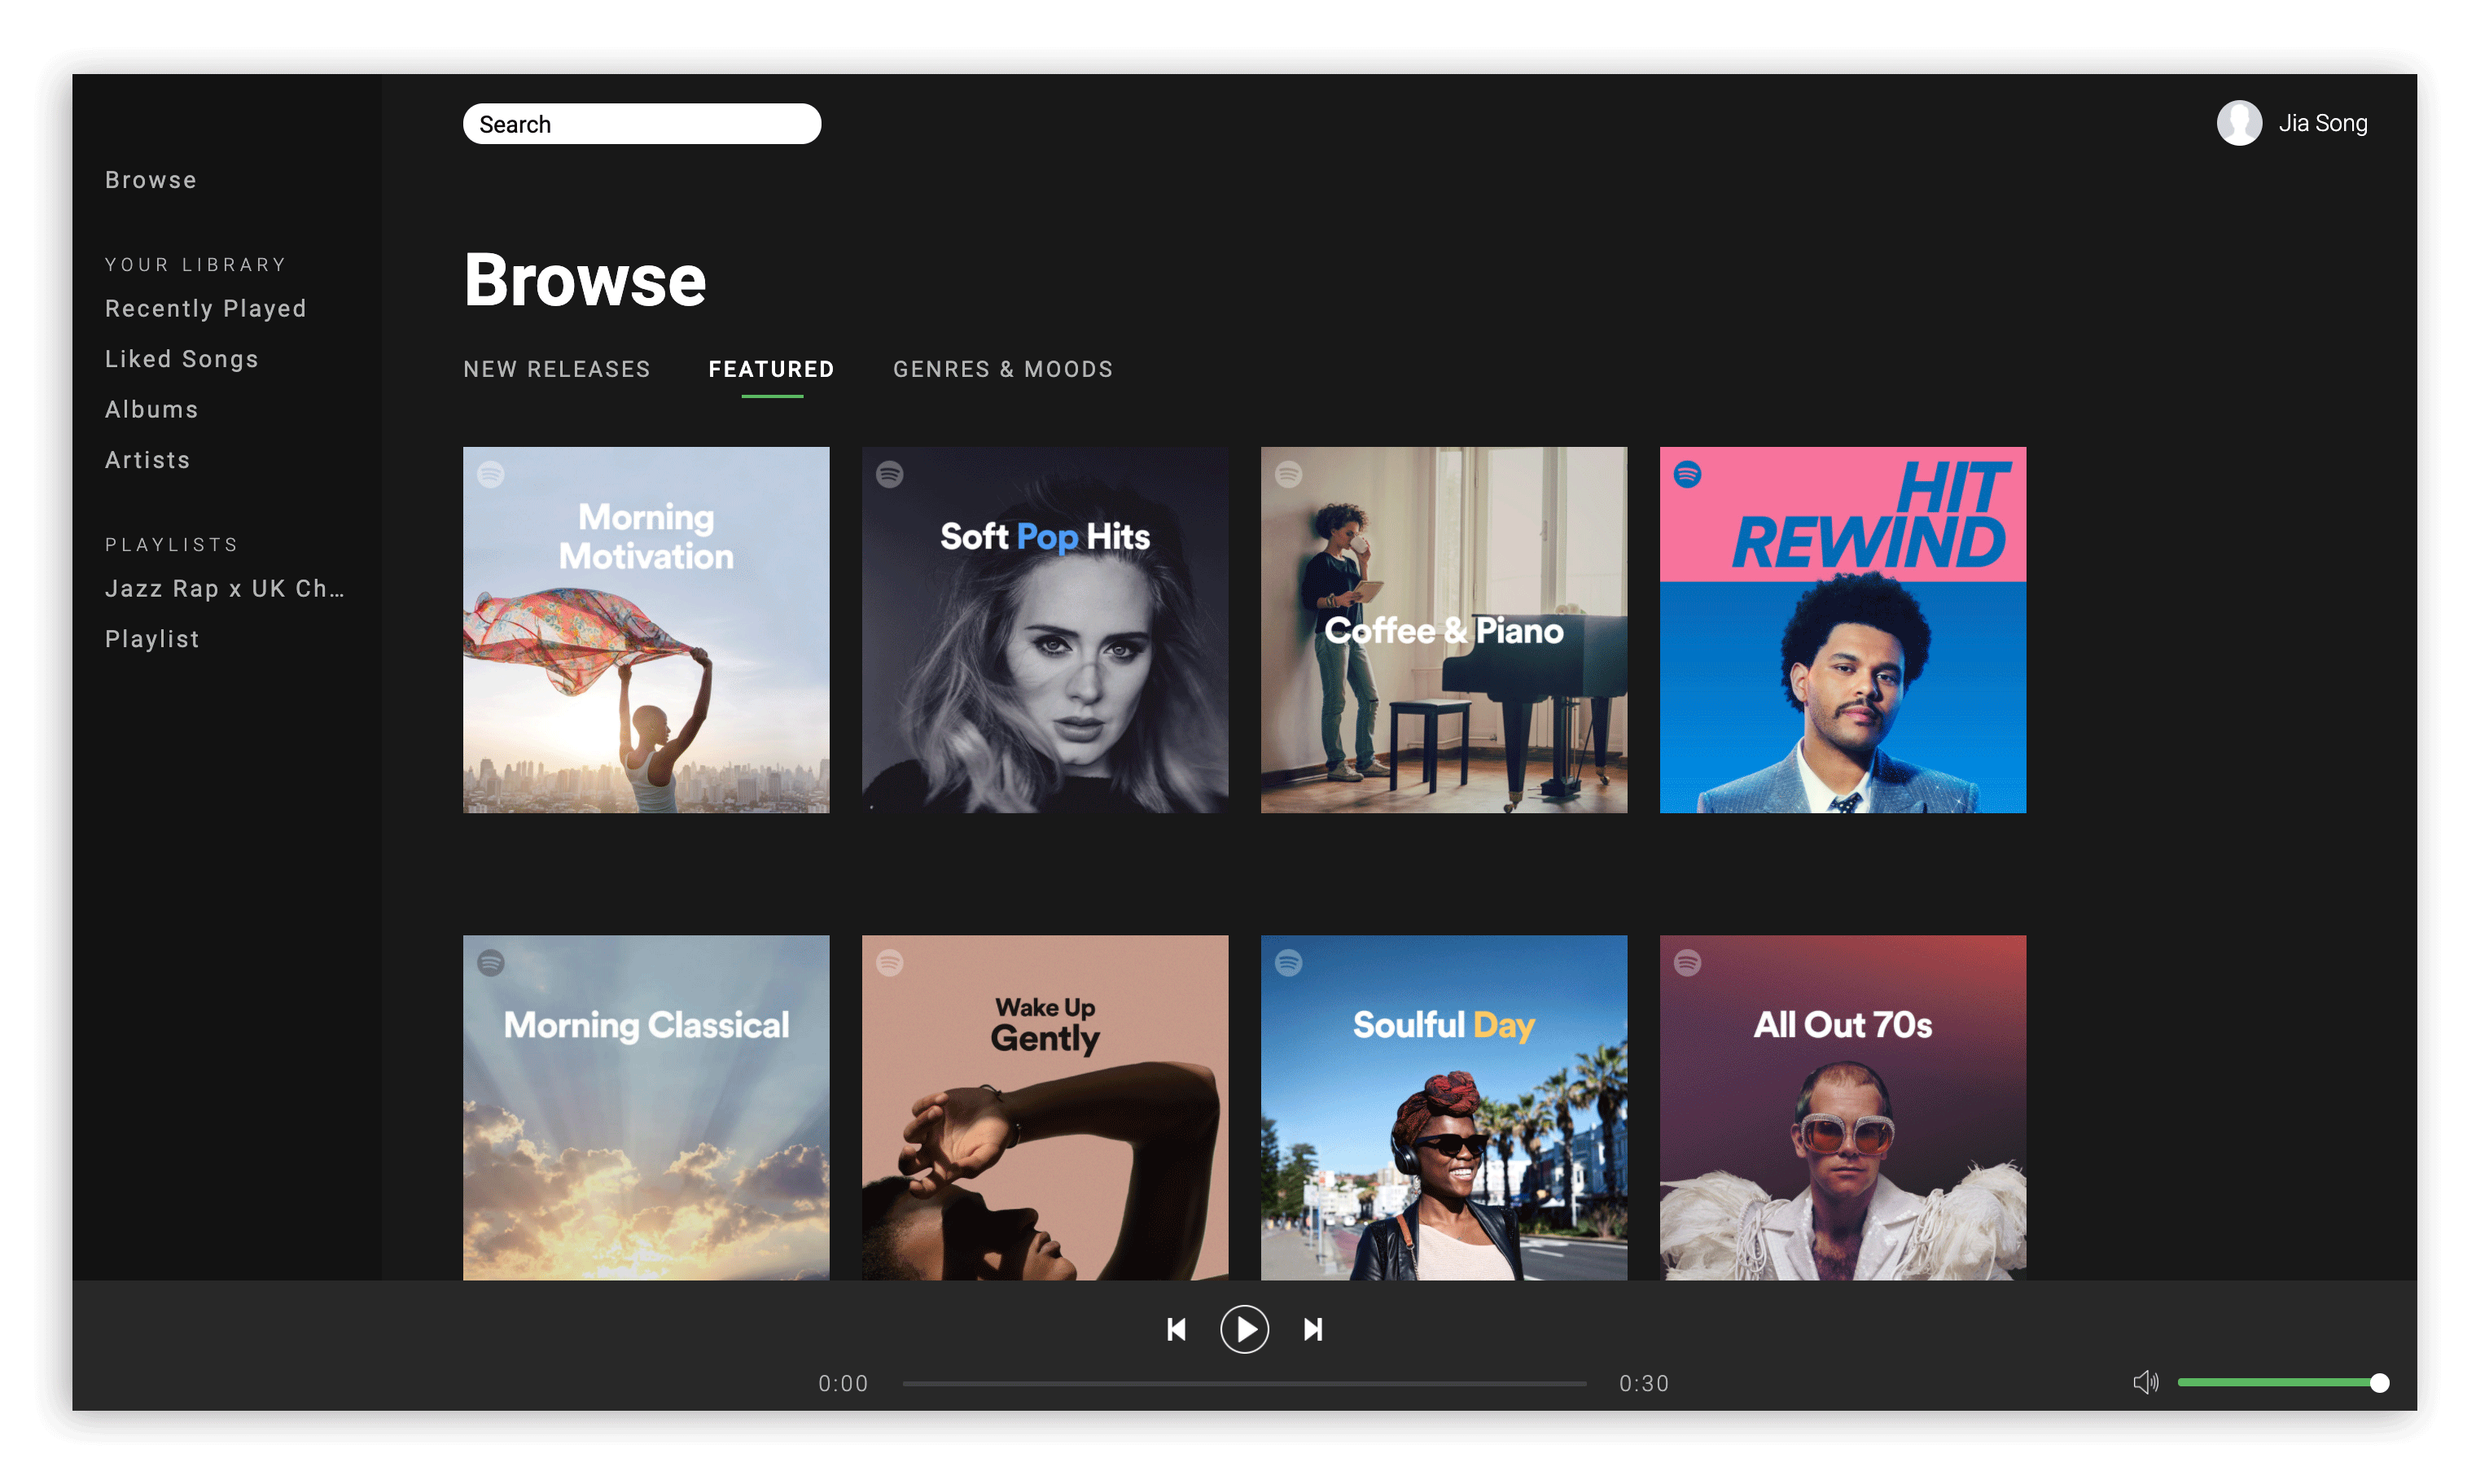 Search
Jia Song
Browse
YOUR LIBRARY
Recently Played
Liked Songs
Albums
Artists
PLAYLISTS
Jazz Rap x UK Ch...
Playlist
Browse
NEW RELEASES
FEATURED
GENRES & MOODS
Morning
Motivation
Soft Pop Hits
Coffee & Piano
HIT
REWIND
Morning Classical
Wake Up
Gently
Soulful Day
All Out 70s
0:00
0:30